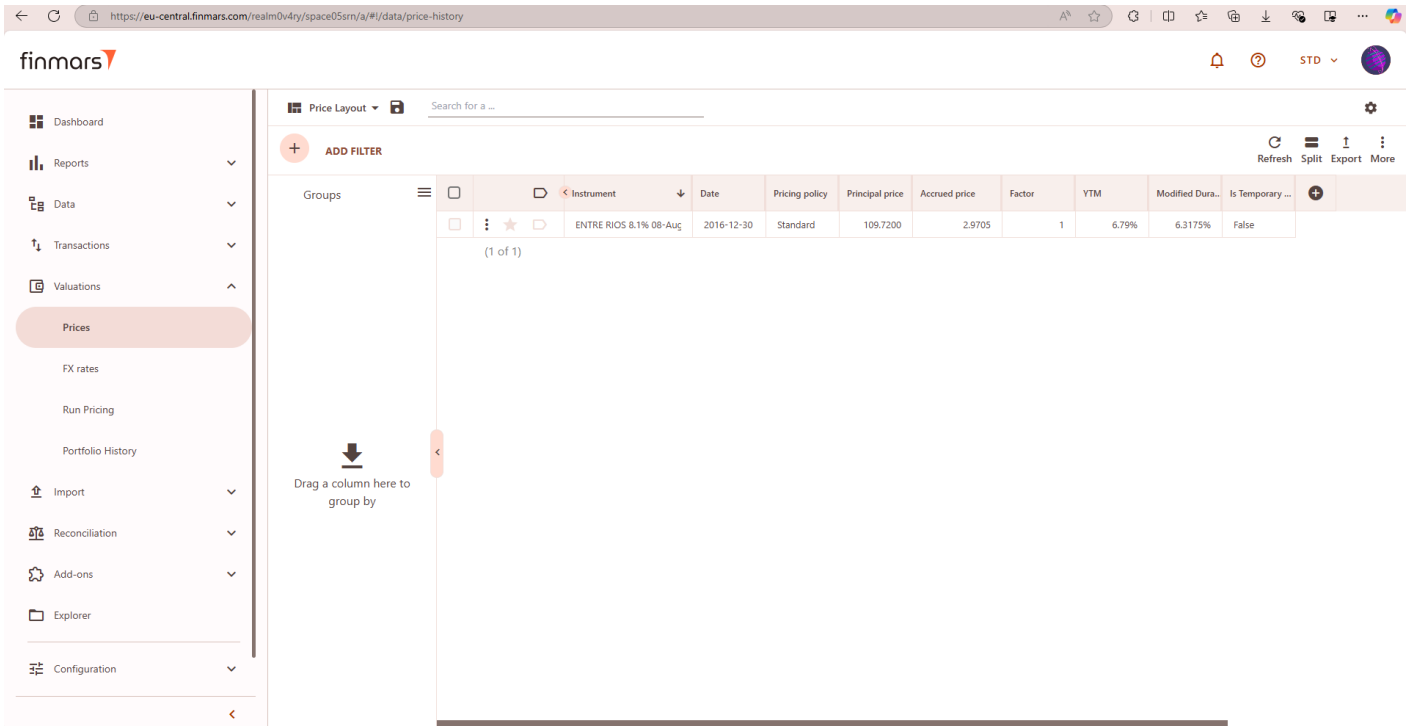 https://eu-central.finmars.com/realm0v4ry/space05srn/a/#!/data/price-history
finmars
STD
Dashboard
Reports
Data
Transactions
Valuations
Prices
FX rates
Run Pricing
Portfolio History
Import
Reconciliation
Add-ons
Explorer
Configuration
Price Layout
Search for a ...
ADD FILTER
Refresh Split Export More
Groups
Drag a column here to
group by
Instrument Date Pricing policy Principal price Accrued price Factor YTM Modified Dura... Is Temporary ...
ENTRE RIOS 8.1% 08-Aug 2016-12-30 Standard 109.7200 2.9705 1 6.79% 6.3175% False
(1 of 1)